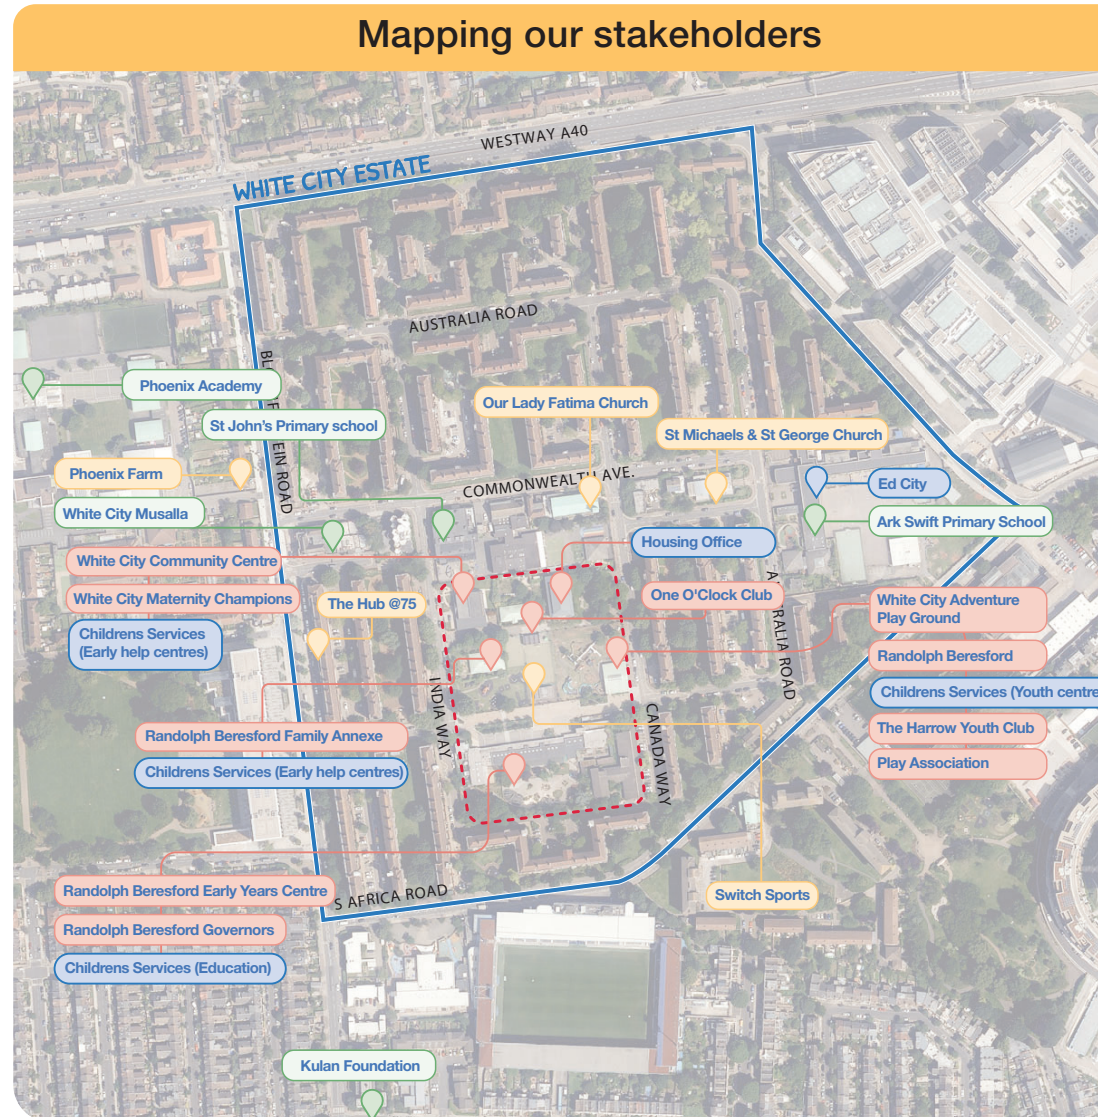 Mapping our stakeholders
WESTWAY A40
WHITE CITY ESTATE
AUSTRALIA ROAD
Phoenix Academy
Our Lady Fatima Church
St John's Primary school
St Michaels & St George Church
Phoenix Farm
EIN ROAD
COMMONWEALTH AVE.
Ed City
White City Musalla
Ark Swift Primary School
Housing Office
White City Community Centre
One O'Clock Club
White City Maternity Champions
The Hub @75
White City Adventure
Play Ground
Childrens Services
(Early help centres)
AUSTRALIA ROAD
Randolph Beresford
INDIA WAY
CANADA WAY
Childrens Services (Youth centre
Randolph Beresford Family Annexe
The Harrow Youth Club
Childrens Services (Early help centres)
Play Association
Randolph Beresford Early Years Centre
S AFRICA ROAD
Switch Sports
Randolph Beresford Governors
Childrens Services (Education)
Kulan Foundation